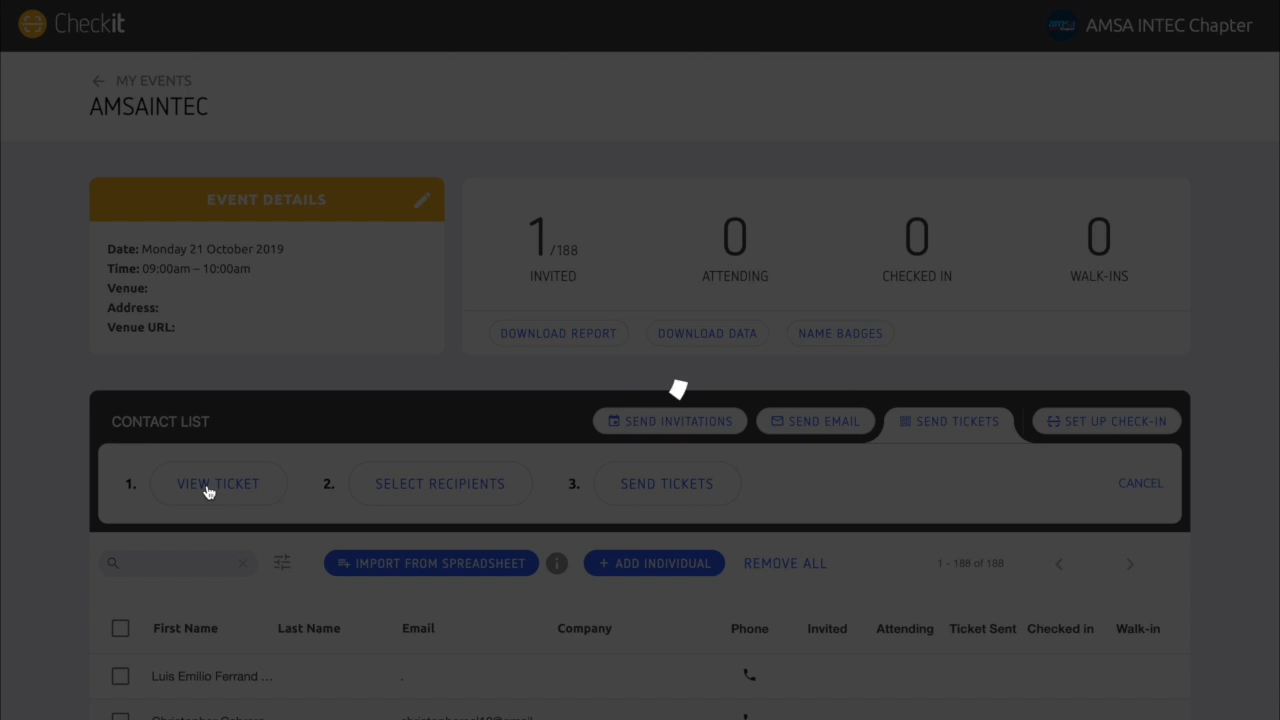 Checkit
amsa
AMSA INTEC Chapter
MY EVENTS
AMSAINTEC
EVENT DETAILS
Date: Monday 21 October 2019
Time: 09:00am – 10:00am
Venue:
Address:
Venue URL:
1/188 0 0 0
INVITED ATTENDING CHECKED IN WALK-INS
DOWNLOAD REPORT DOWNLOAD DATA NAME BADGES
CONTACT LIST SEND INVITATIONS SEND EMAIL SEND TICKETS SET UP CHECK-IN
1. VIEW TICKET 2. SELECT RECIPIENTS 3. SEND TICKETS CANCEL
IMPORT FROM SPREADSHEET i + ADD INDIVIDUAL REMOVE ALL 1 - 188 of 188
First Name Last Name Email Company Phone Invited Attending Ticket Sent Checked in Walk-in
Luis Emilio Ferrand ... .